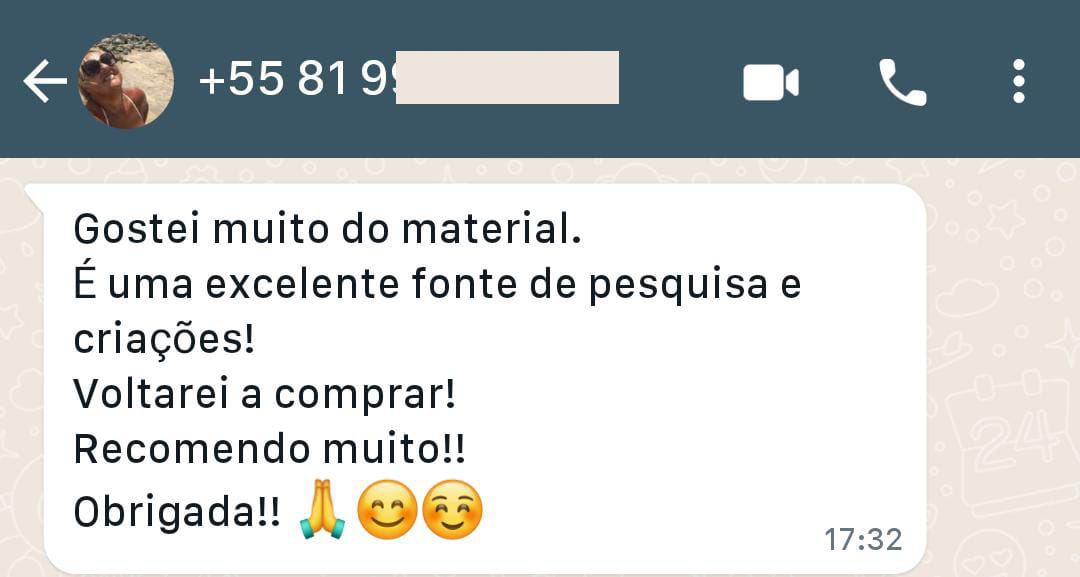 +55 81 9
Gostei muito do material.
É uma excelente fonte de pesquisa e
criações!
Voltarei a comprar!
Recomendo muito!!
Obrigada!! 🙏😊☺️
17:32
24